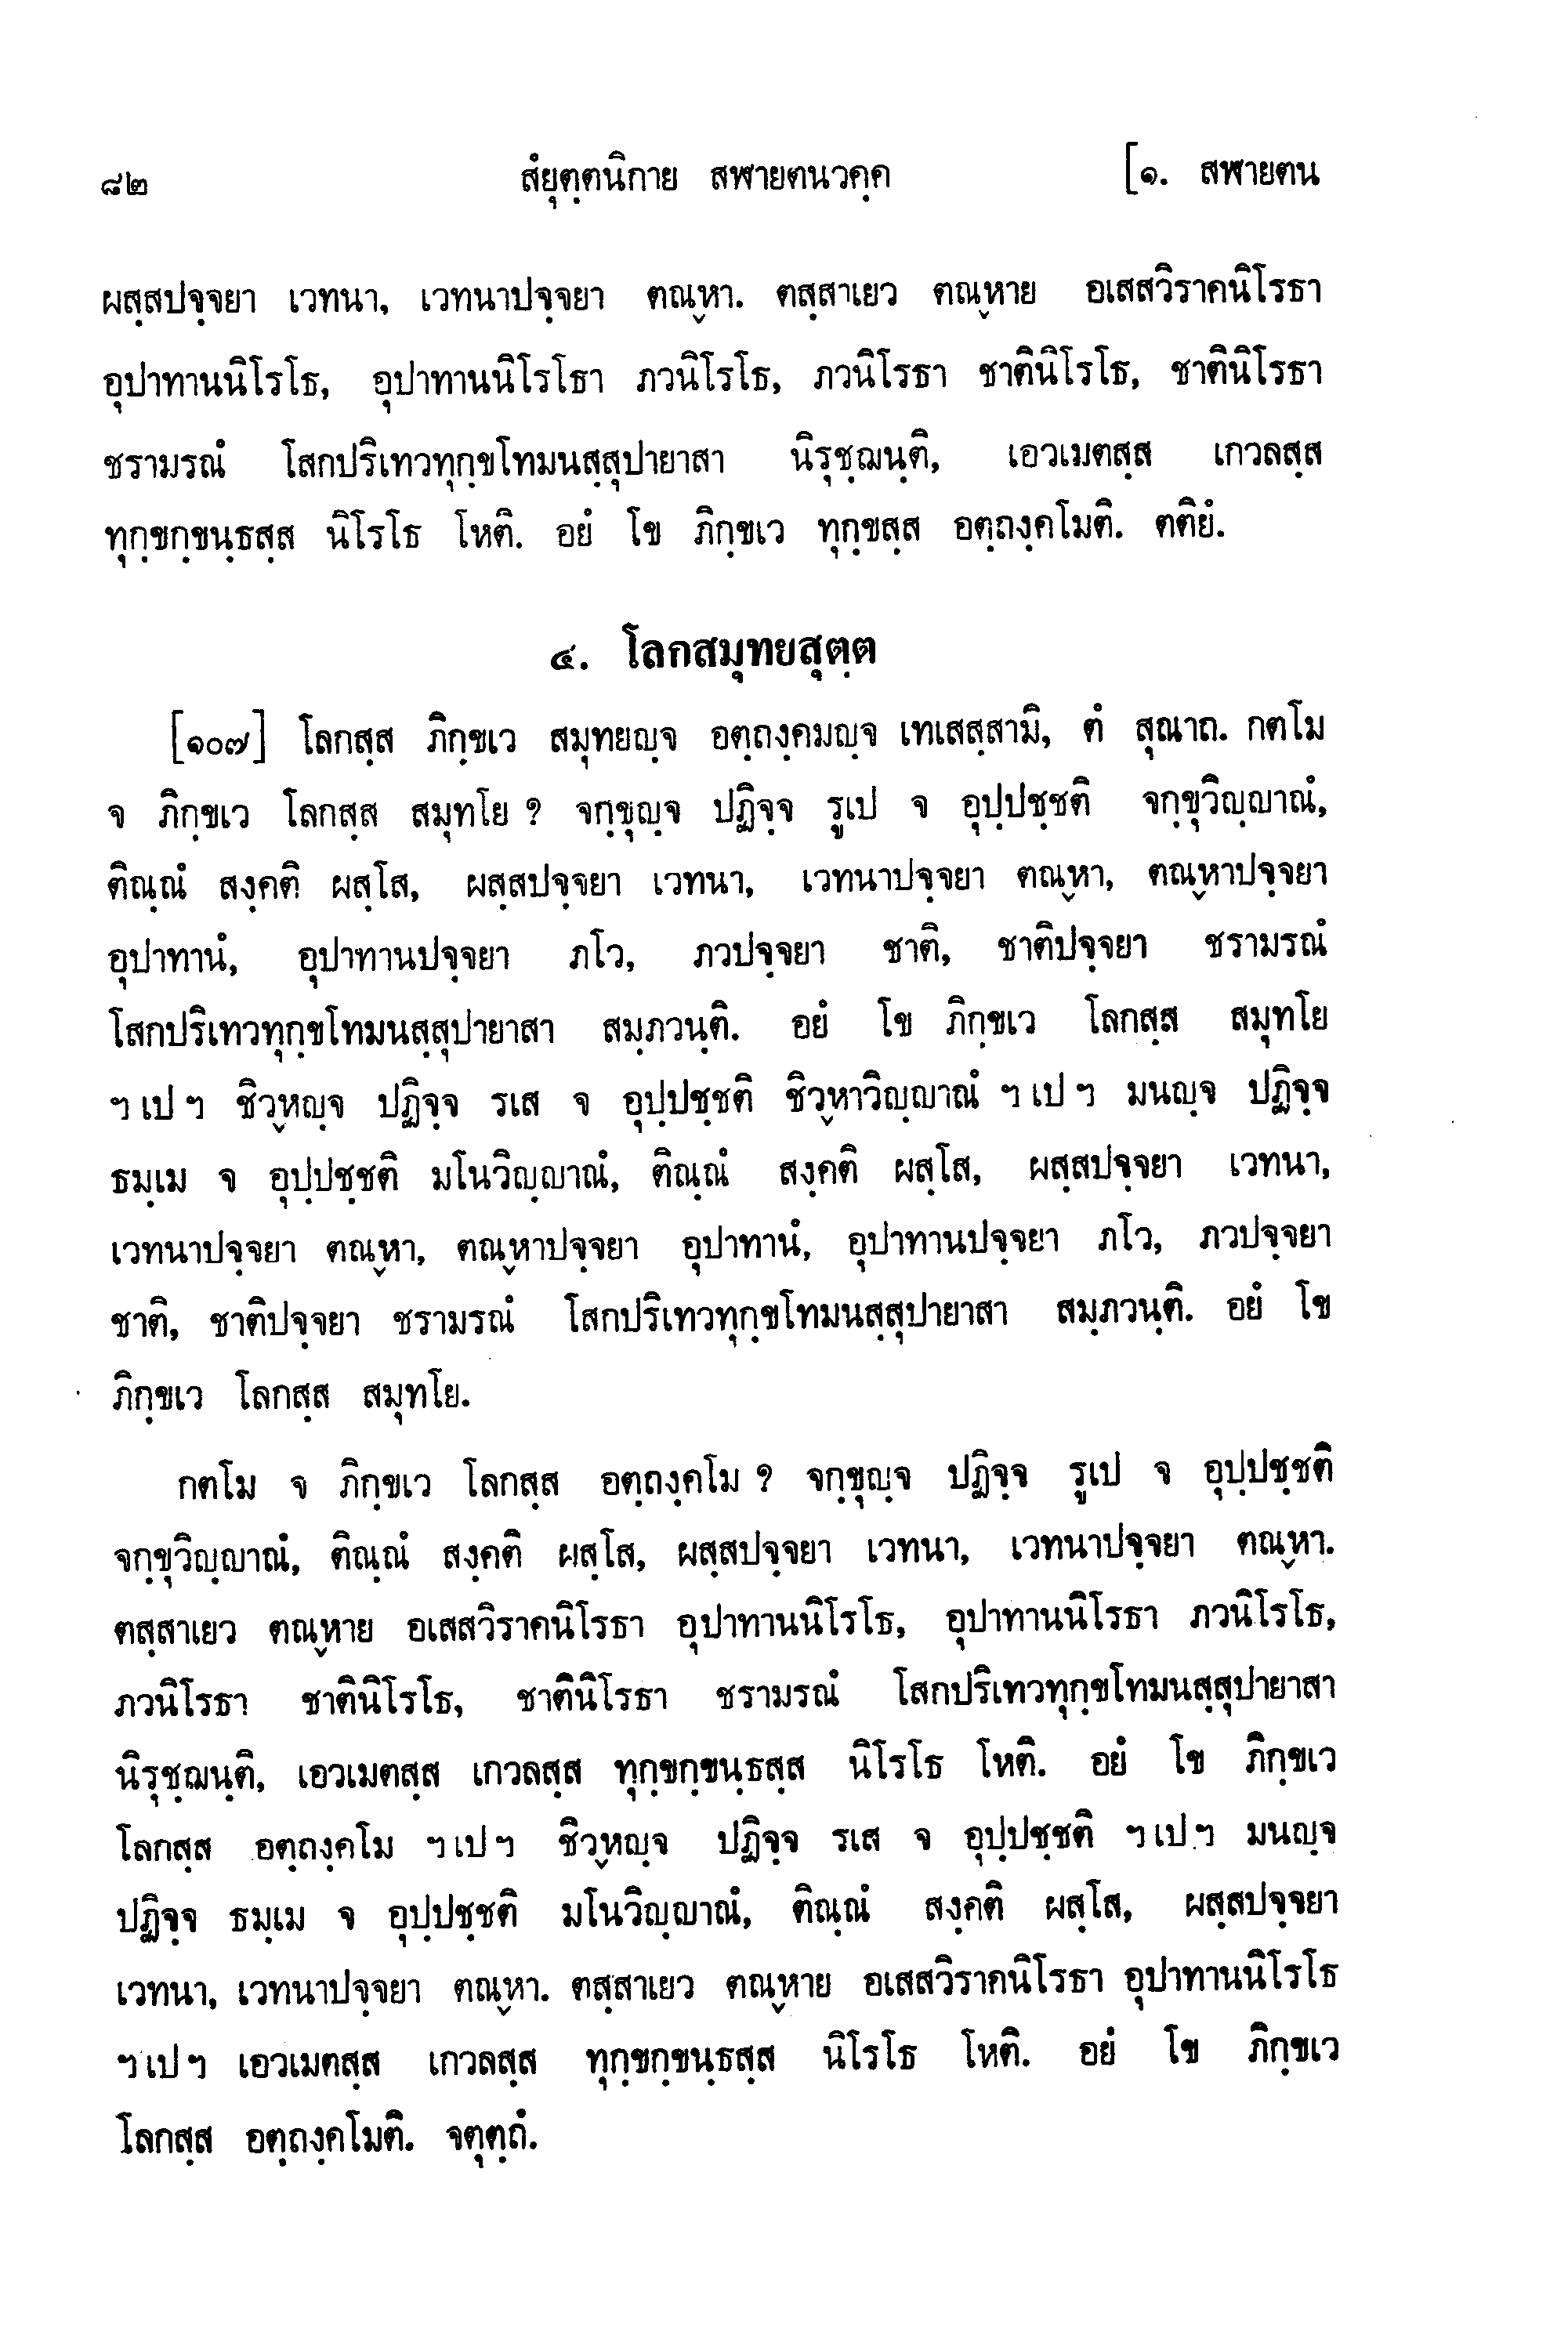 ๘๒ สํยุตฺตนิกาย สฬายตนวคฺค [๑. สฬายตน
ผสฺสปจฺจยา เวทนา, เวทนาปจฺจยา ตณฺหา. ตสฺสาเยว ตณฺหาย อเสสวิราคนิโรธา
อุปาทานนิโรโธ, อุปาทานนิโรโธา ภวนิโรโธ, ภวนิโรธา ชาตินิโรโธ, ชาตินิโรธา
ชรามรณํ โสกปริเทวทุกฺขโทมนสฺสุปายาสา นิรุชฺฌนฺติ, เอวเมตสฺส เกวลสฺส
ทุกฺขกฺขนฺธสฺส นิโรโธ โหติ. อยํ โข ภิกฺขเว ทุกฺขสฺส อตฺถงฺคโมติ. ตติยํ.
๔. โลกสมุทยสุตฺต
[๑๐๗] โลกสฺส ภิกฺขเว สมุทยญฺจ อตฺถงฺคมญฺจ เทเสสฺสามิ, ตํ สุณาถ. กตโม
จ ภิกฺขเว โลกสฺส สมุทโย ? จกฺขุญฺจ ปฏิจฺจ รูเป จ อุปฺปชฺชติ จกฺขุวิญฺญาณํ,
ติณฺณํ สงฺคติ ผสฺโส, ผสฺสปจฺจยา เวทนา, เวทนาปจฺจยา ตณฺหา, ตณฺหาปจฺจยา
อุปาทานํ, อุปาทานปจฺจยา ภโว, ภวปจฺจยา ชาติ, ชาติปจฺจยา ชรามรณํ
โสกปริเทวทุกฺขโทมนสฺสุปายาสา สมฺภวนฺติ. อยํ โข ภิกฺขเว โลกสฺส สมุทโย
ฯ เป ฯ ชิวฺหญฺจ ปฏิจฺจ รเส จ อุปฺปชฺชติ ชิวฺหาวิญฺญาณํ ฯ เป ฯ มนญฺจ ปฏิจฺจ
ธมฺเม จ อุปฺปชฺชติ มโนวิญฺญาณํ, ติณฺณํ สงฺคติ ผสฺโส, ผสฺสปจฺจยา เวทนา,
เวทนาปจฺจยา ตณฺหา, ตณฺหาปจฺจยา อุปาทานํ, อุปาทานปจฺจยา ภโว, ภวปจฺจยา
ชาติ, ชาติปจฺจยา ชรามรณํ โสกปริเทวทุกฺขโทมนสฺสุปายาสา สมฺภวนฺติ. อยํ โข
ภิกฺขเว โลกสฺส สมุทโย.
กตโม จ ภิกฺขเว โลกสฺส อตฺถงฺคโม ? จกฺขุญฺจ ปฏิจฺจ รูเป จ อุปฺปชฺชติ
จกฺขุวิญฺญาณํ, ติณฺณํ สงฺคติ ผสฺโส, ผสฺสปจฺจยา เวทนา, เวทนาปจฺจยา ตณฺหา.
ตสฺสาเยว ตณฺหาย อเสสวิราคนิโรธา อุปาทานนิโรโธ, อุปาทานนิโรธา ภวนิโรโธ,
ภวนิโรธา ชาตินิโรโธ, ชาตินิโรธา ชรามรณํ โสกปริเทวทุกฺขโทมนสฺสุปายาสา
นิรุชฺฌนฺติ, เอวเมตสฺส เกวลสฺส ทุกฺขกฺขนฺธสฺส นิโรโธ โหติ. อยํ โข ภิกฺขเว
โลกสฺส อตฺถงฺคโม ฯ เป ฯ ชิวฺหญฺจ ปฏิจฺจ รเส จ อุปฺปชฺชติ ฯ เป ฯ มนญฺจ
ปฏิจฺจ ธมฺเม จ อุปฺปชฺชติ มโนวิญฺญาณํ, ติณฺณํ สงฺคติ ผสฺโส, ผสฺสปจฺจยา
เวทนา, เวทนาปจฺจยา ตณฺหา. ตสฺสาเยว ตณฺหาย อเสสวิราคนิโรธา อุปาทานนิโรโธ
ฯ เป ฯ เอวเมตสฺส เกวลสฺส ทุกฺขกฺขนฺธสฺส นิโรโธ โหติ. อยํ โข ภิกฺขเว
โลกสฺส อตฺถงฺคโมติ. จตุตฺถํ.